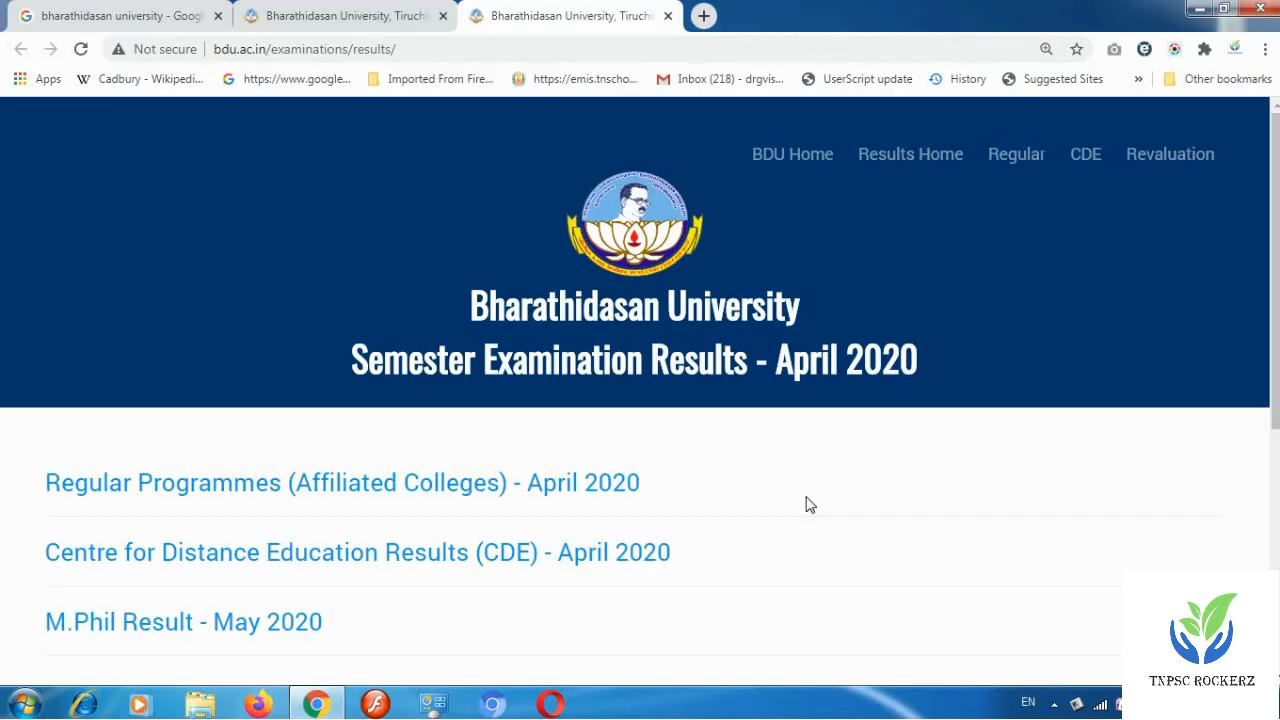 bharathidasan university - Goog
Bharathidasan University, Tiruchi
Bharathidasan University, Tiruchi
Not secure
bdu.ac.in/examinations/results/
Apps
Cadbury - Wikipedi...
https://www.google...
Imported From Fire...
https://emis.tnscho...
Inbox (218) - drgvis...
UserScript update
History
Suggested Sites
»
Other bookmarks
BDU Home
Results Home
Regular
CDE
Revaluation
Bharathidasan University
Semester Examination Results - April 2020
Regular Programmes (Affiliated Colleges) - April 2020
Centre for Distance Education Results (CDE) - April 2020
M.Phil Result - May 2020
TNPSC ROCKERZ
EN